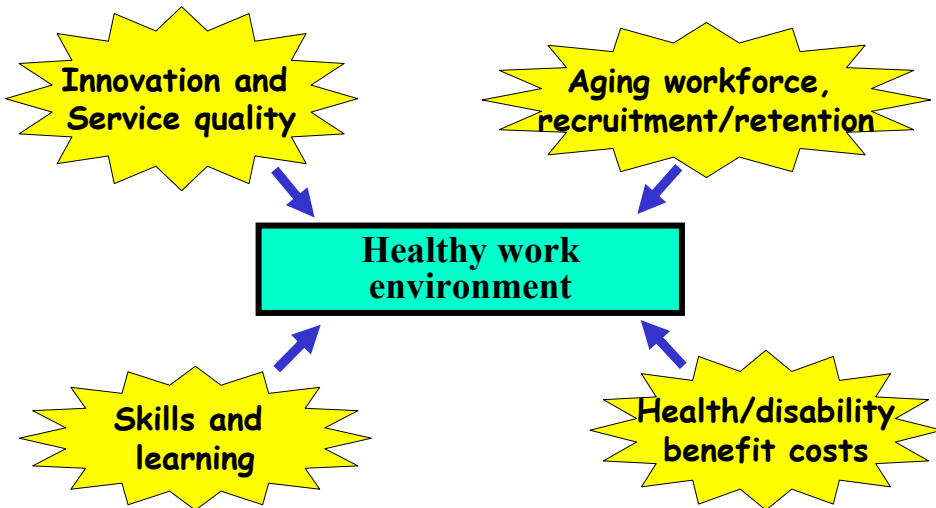 Innovation and
Service quality
Aging workforce,
recruitment/retention
Healthy work
environment
Skills and
learning
Health/disability
benefit costs